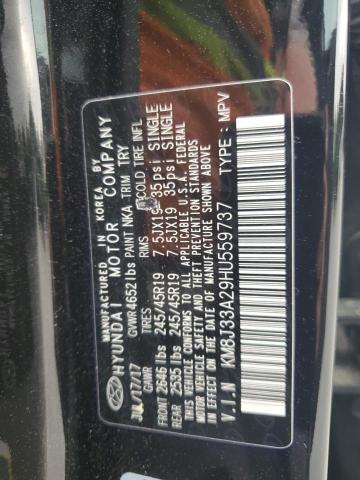 MANUFACTURED IN KOREA BY
HYUNDAI MOTOR COMPANY
JUL/17/17 GVWR 4652 lbs PAINT NKA TRIM TRY
GAWR TIRES RIMS COLD TIRE INFL
FRONT 2646 lbs 245/45R19 7.5JX19 35psi SINGLE
REAR 2535 lbs 245/45R19 7.5JX19 35psi SINGLE
THIS VEHICLE CONFORMS TO ALL APPLICABLE U.S.A. FEDERAL
MOTOR VEHICLE SAFETY AND THEFT PREVENTION STANDARDS
IN EFFECT ON THE DATE OF MANUFACTURE SHOWN ABOVE.
V.I.N KM8J33A29HU559737 TYPE : MPV